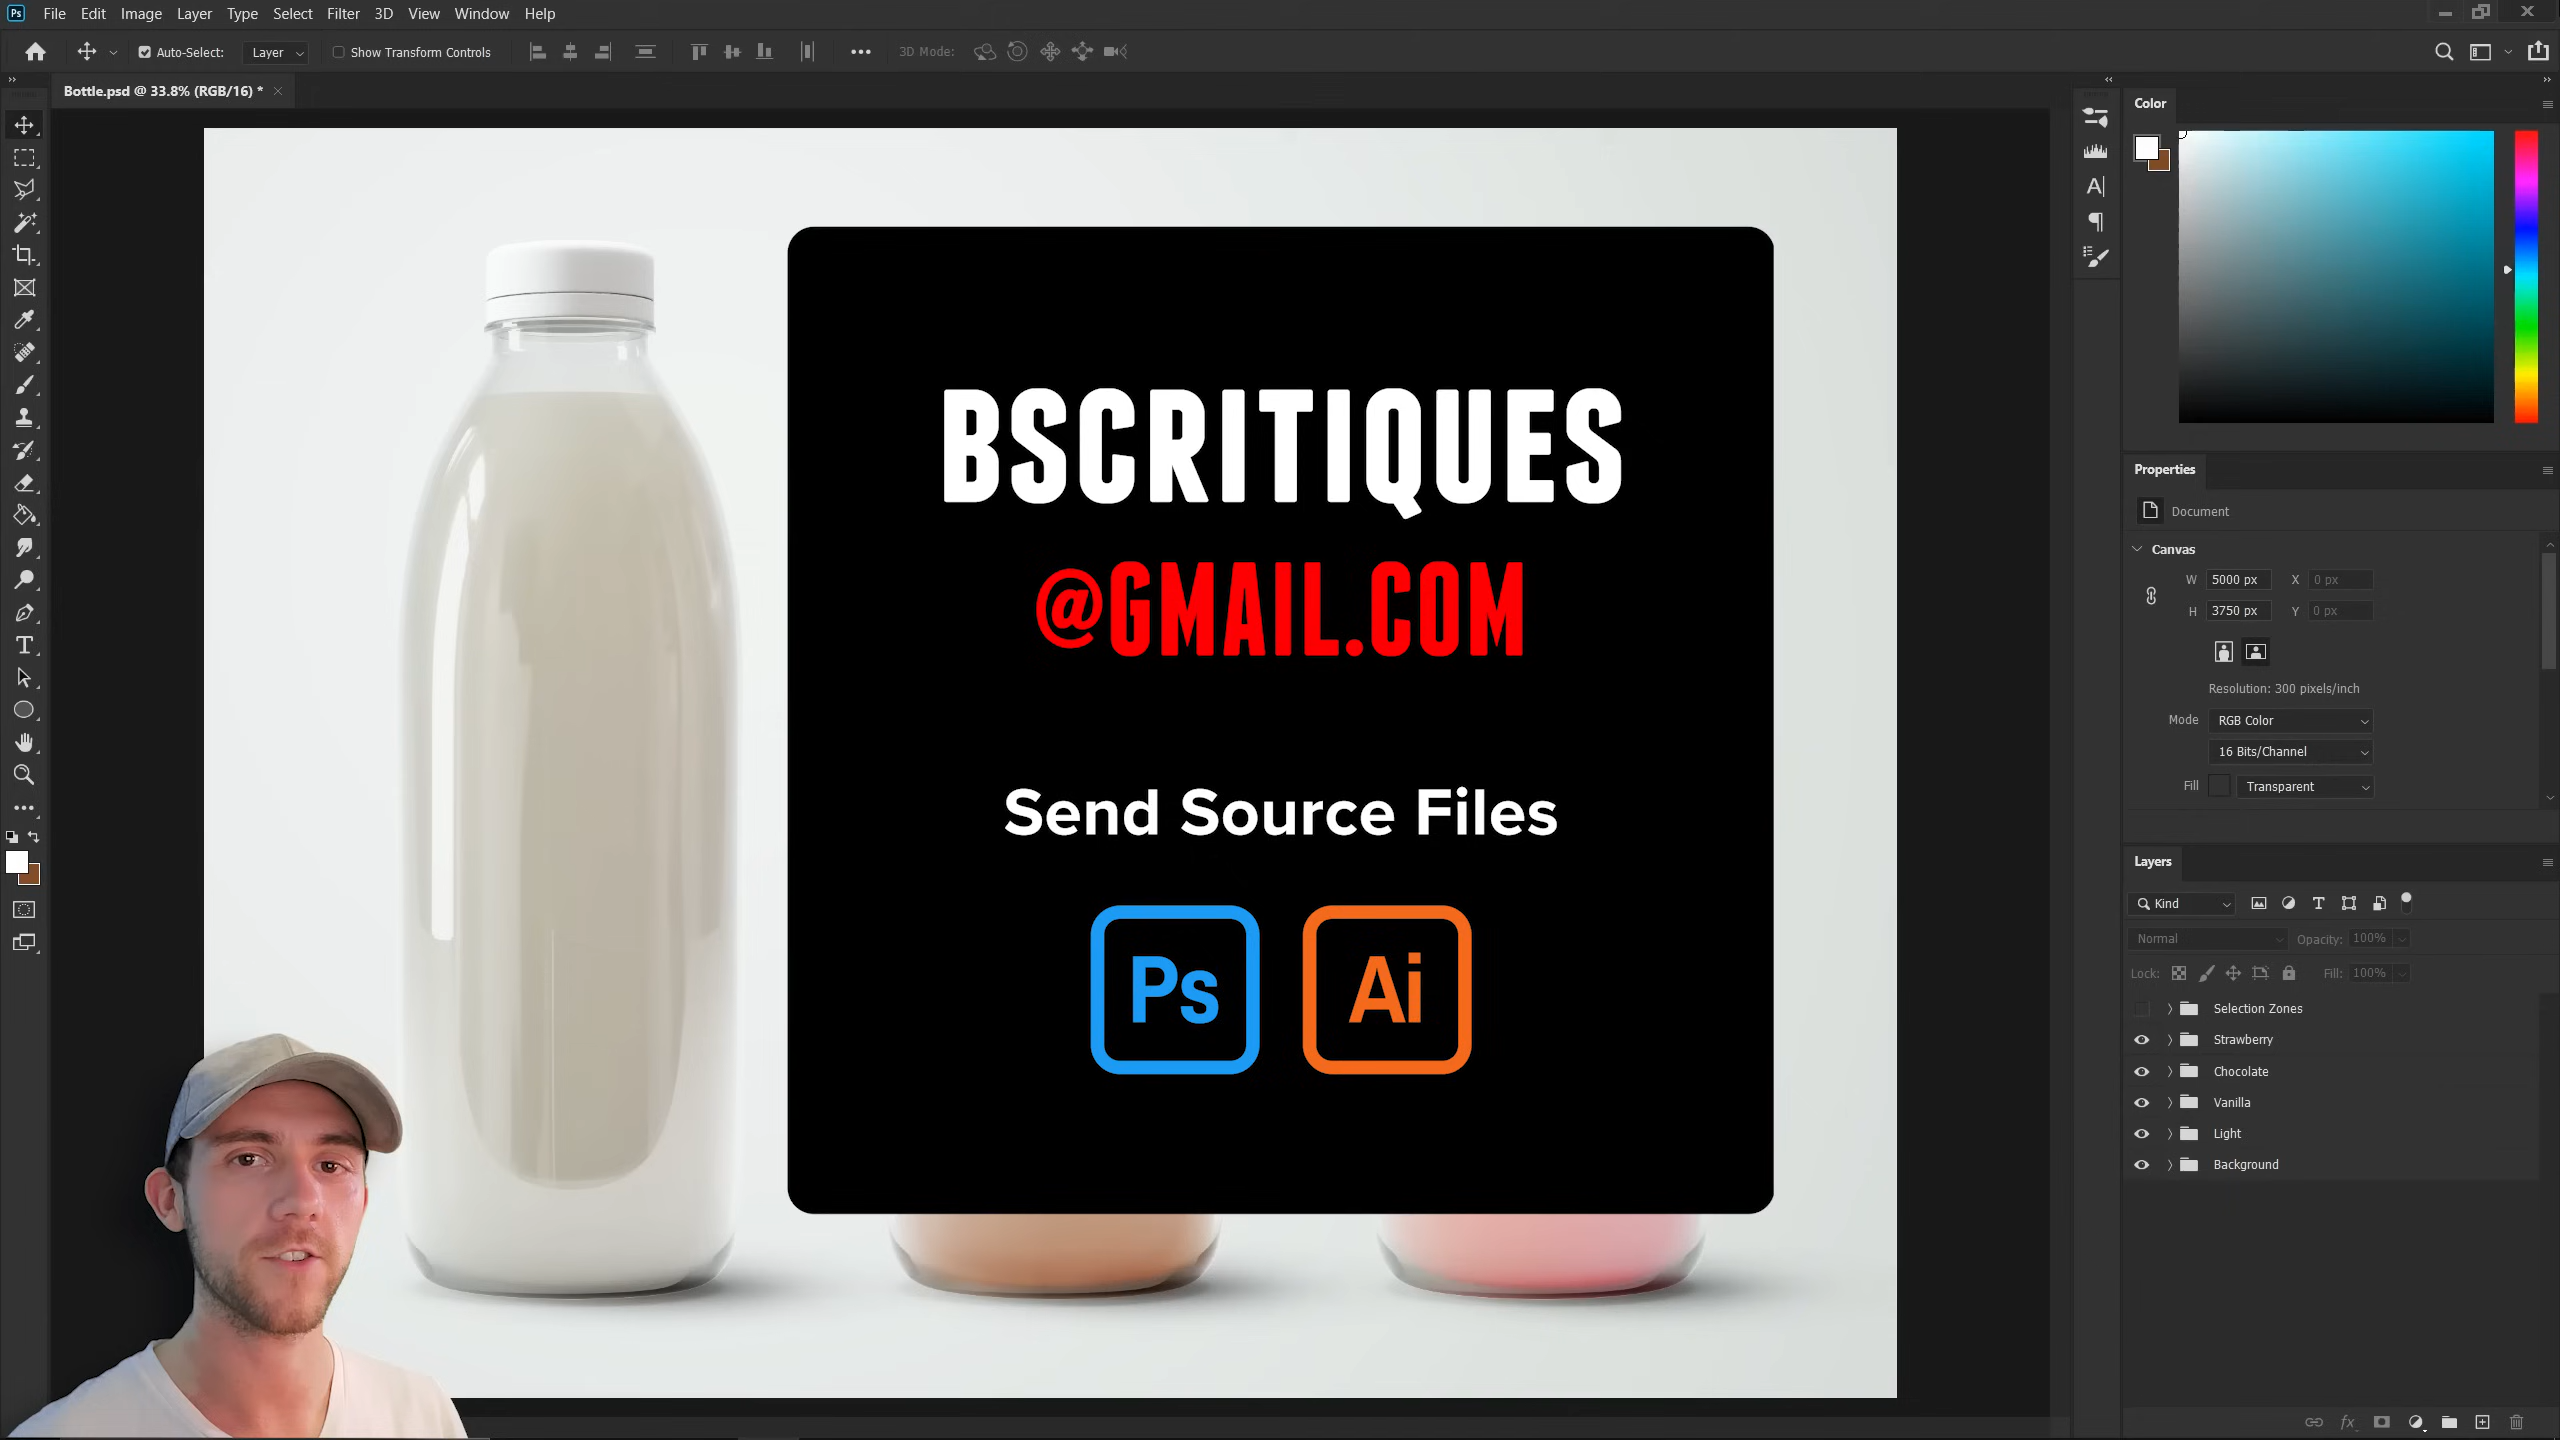 Ps File Edit Image Layer Type Select Filter 3D View Window Help
Auto-Select: Layer Show Transform Controls 3D Mode:
Bottle.psd @ 33.8% (RGB/16) *
Color
BSCRITIQUES
@GMAIL.COM
Send Source Files
Ps Ai
Properties
Document
Canvas
W 5000 px X 0 px
H 3750 px Y 0 px
Resolution: 300 pixels/inch
Mode RGB Color
16 Bits/Channel
Fill Transparent
Layers
Kind
Normal Opacity: 100%
Lock: Fill: 100%
Selection Zones
Strawberry
Chocolate
Vanilla
Light
Background
fx